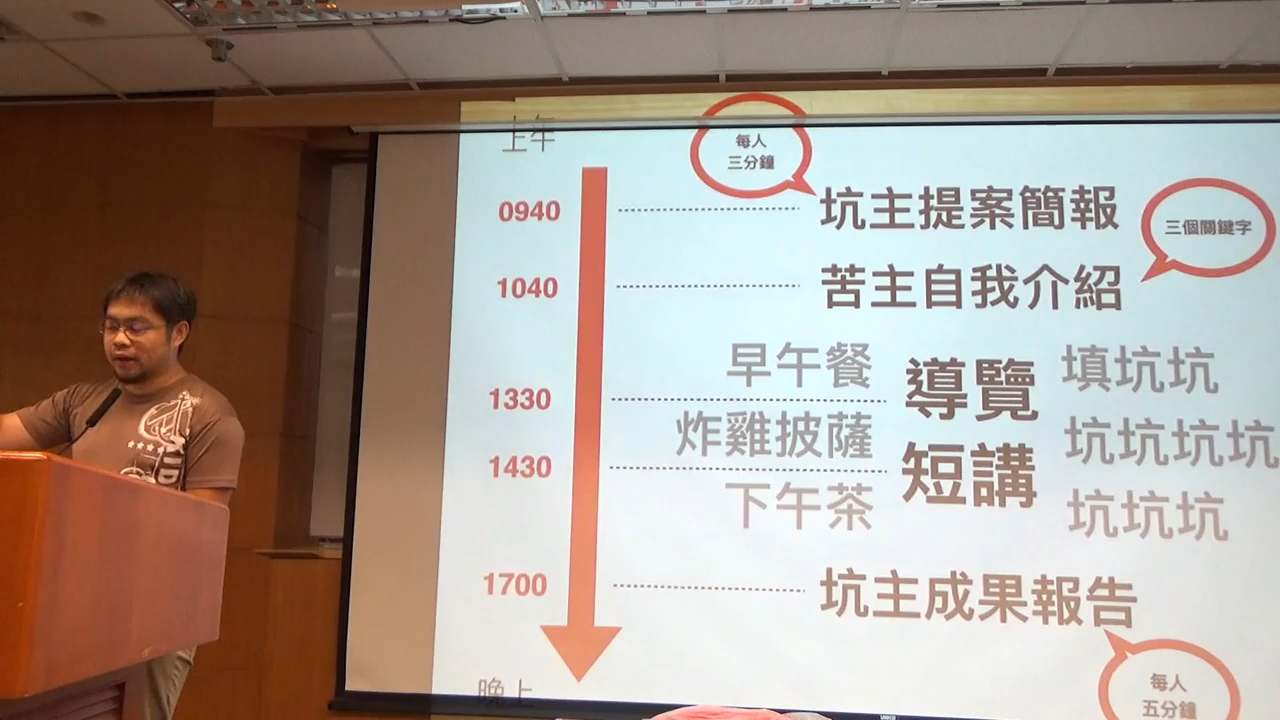 上午
每人
三分鐘
0940
坑主提案簡報
三個關鍵字
1040
苦主自我介紹
早午餐
導覽
填坑坑
1330
炸雞披薩
坑坑坑坑
1430
短講
下午茶
坑坑坑
1700
坑主成果報告
晚上
每人
五分鐘